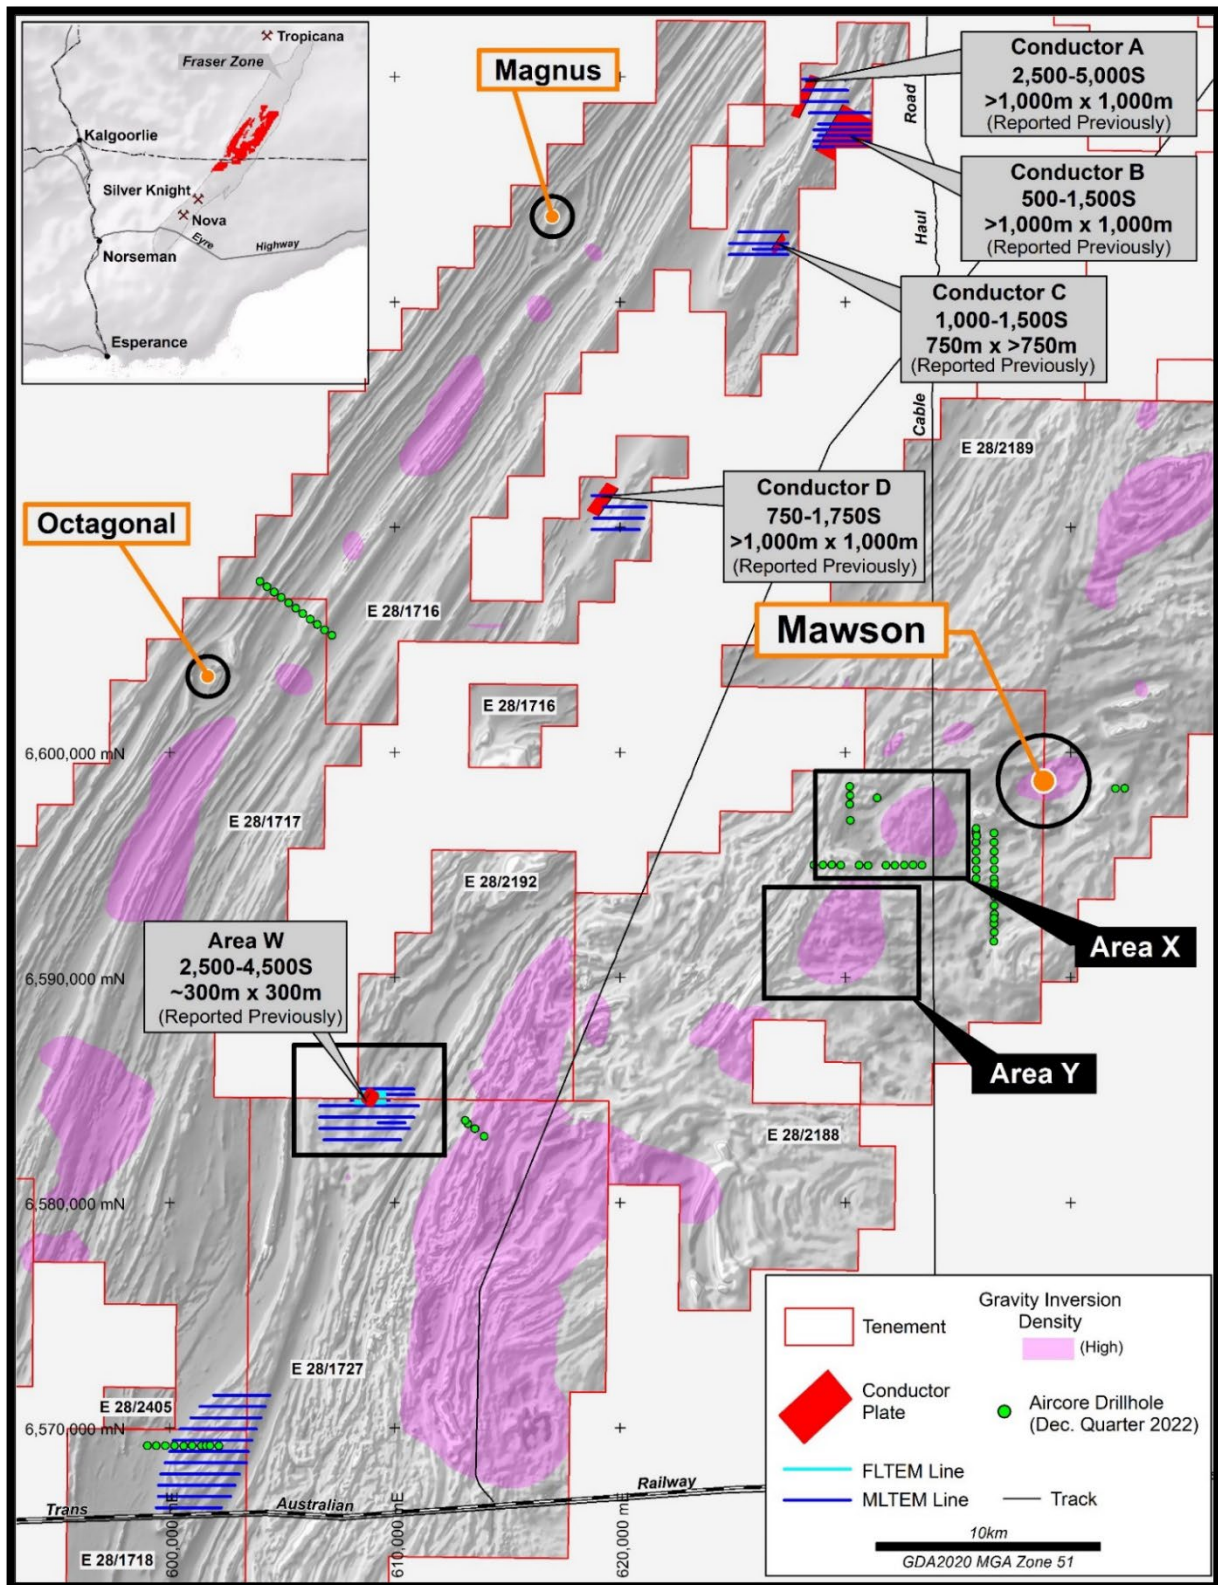 Tropicana
Fraser Zone
Kalgoorlie
Silver Knight
Nova
Norseman
Eyre
Highway
Esperance
Magnus
Road
Haul
Cable
Conductor A
2,500-5,000S
>1,000m x 1,000m
(Reported Previously)
Conductor B
500-1,500S
>1,000m x 1,000m
(Reported Previously)
Conductor C
1,000-1,500S
750m x >750m
(Reported Previously)
E 28/2189
Conductor D
750-1,750S
>1,000m x 1,000m
(Reported Previously)
Octagonal
E 28/1716
Mawson
E 28/1716
6,600,000 mN
E 28/1717
E 28/2192
Area W
2,500-4,500S
~300m x 300m
(Reported Previously)
Area X
6,590,000 mN
Area Y
E 28/2188
6,580,000 mN
E 28/1727
E 28/2405
6,570,000 mN
Trans
Australian
Railway
E 28/1718
600,000 mE
610,000 mE
620,000 mE
Tenement
Gravity Inversion
Density
(High)
Conductor
Plate
Aircore Drillhole
(Dec. Quarter 2022)
FLTEM Line
MLTEM Line
Track
10km
GDA2020 MGA Zone 51